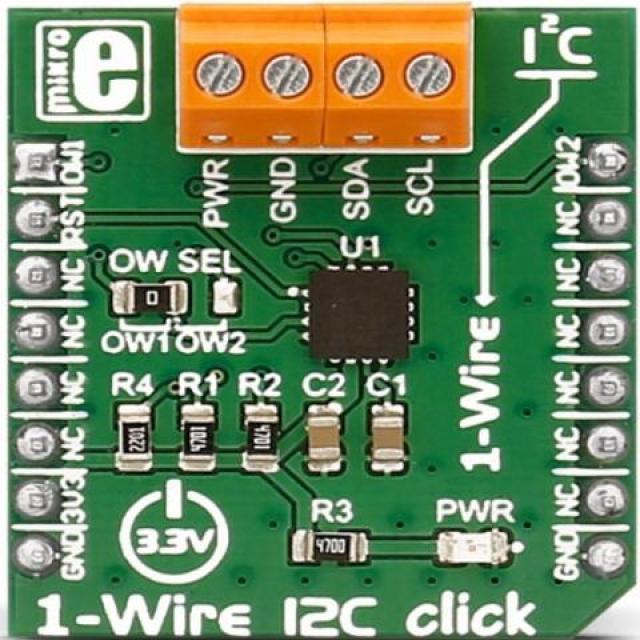 mikro
e
I²C
PWR GND SDA SCL
OW1
RST
NC
NC
NC
NC
3V3
GND
OW2
NC
NC
NC
NC
NC
NC
GND
OW SEL
0
OW1 OW2
U1
R4 R1 R2 C2 C1
2201 4701 4701
1-Wire
R3 PWR
4700
3.3V
1-Wire I2C click